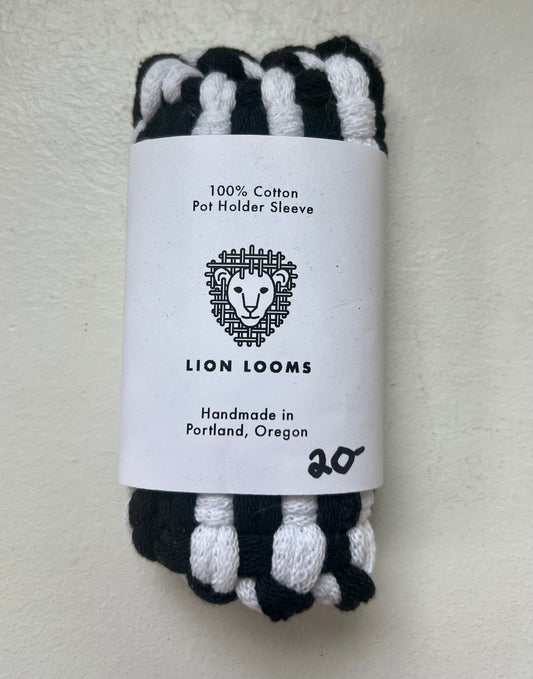 100% Cotton
Pot Holder Sleeve
LION LOOMS
Handmade in
Portland, Oregon
20-